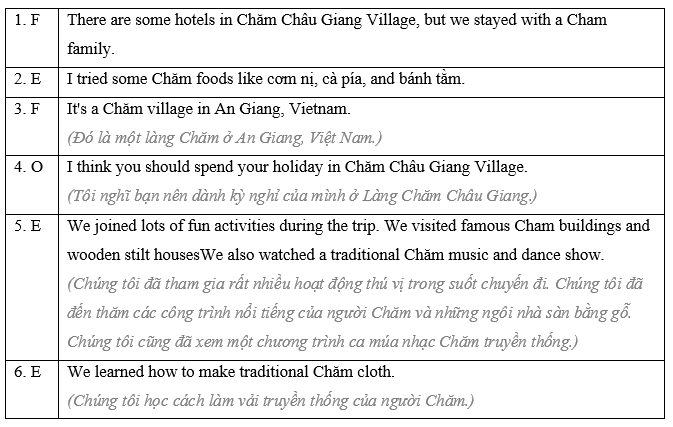 1. F There are some hotels in Chăm Châu Giang Village, but we stayed with a Cham
family.
2. E I tried some Chăm foods like cơm nị, cà pía, and bánh tằm.
3. F It's a Chăm village in An Giang, Vietnam.
(Đó là một làng Chăm ở An Giang, Việt Nam.)
4. O I think you should spend your holiday in Chăm Châu Giang Village.
(Tôi nghĩ bạn nên dành kỳ nghỉ của mình ở Làng Chăm Châu Giang.)
5. E We joined lots of fun activities during the trip. We visited famous Cham buildings and
wooden stilt housesWe also watched a traditional Chăm music and dance show.
(Chúng tôi đã tham gia rất nhiều hoạt động thú vị trong suốt chuyến đi. Chúng tôi đã
đến thăm các công trình nổi tiếng của người Chăm và những ngôi nhà sàn bằng gỗ.
Chúng tôi cũng đã xem một chương trình ca múa nhạc Chăm truyền thống.)
6. E We learned how to make traditional Chăm cloth.
(Chúng tôi học cách làm vải truyền thống của người Chăm.)